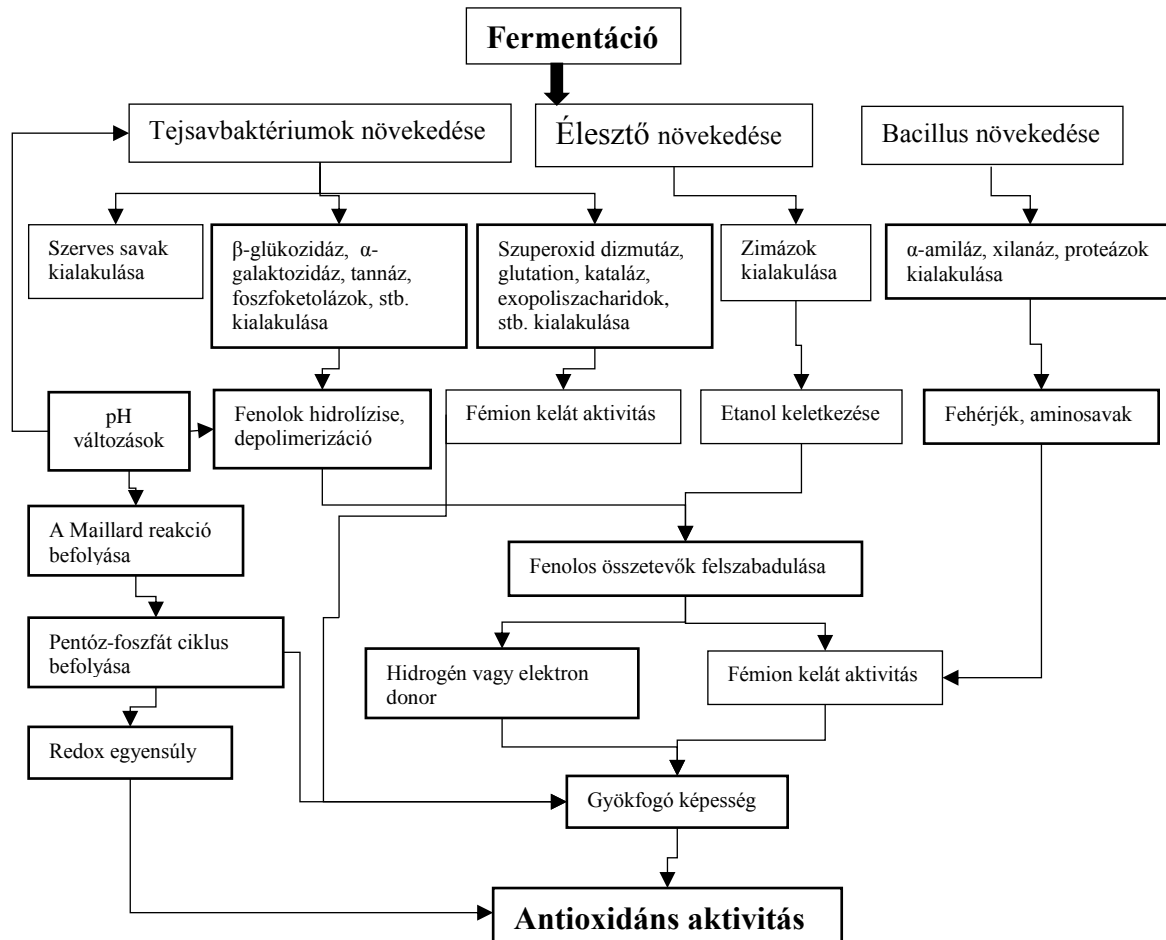 Fermentáció
Tejsavbaktériumok növekedése
Élesztő növekedése
Bacillus növekedése
Szerves savak
kialakulása
β-glükozidáz, α-
galaktozidáz, tannáz,
foszfoketolázok, stb.
kialakulása
Szuperoxid dizmutáz,
glutation, kataláz,
exopoliszacharidok,
stb. kialakulása
Zimázok
kialakulása
α-amiláz, xilanáz, proteázok
kialakulása
pH
változások
Fenolok hidrolízise,
depolimerizáció
Fémion kelát aktivitás
Etanol keletkezése
Fehérjék, aminosavak
A Maillard reakció
befolyása
Fenolos összetevők felszabadulása
Pentóz-foszfát ciklus
befolyása
Hidrogén vagy elektron
donor
Fémion kelát aktivitás
Redox egyensúly
Gyökfogó képesség
Antioxidáns aktivitás